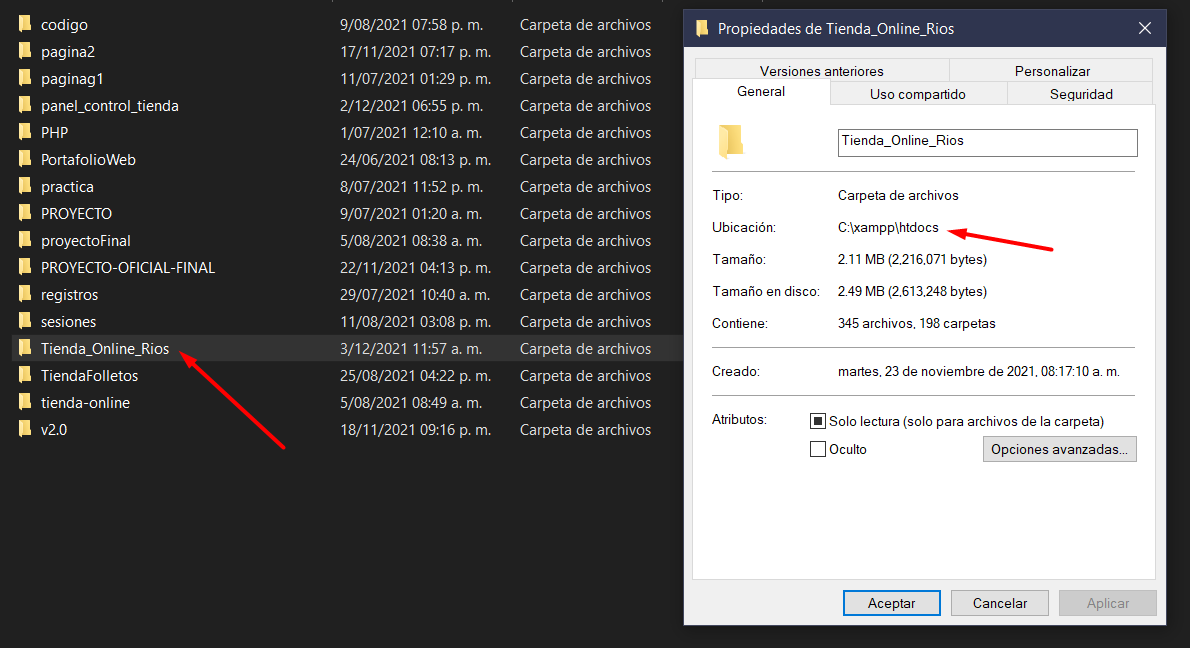 codigo 9/08/2021 07:58 p. m. Carpeta de archivos
pagina2 17/11/2021 07:17 p. m. Carpeta de archivos
paginag1 11/07/2021 01:29 p. m. Carpeta de archivos
panel_control_tienda 2/12/2021 06:55 p. m. Carpeta de archivos
PHP 1/07/2021 12:10 a. m. Carpeta de archivos
PortafolioWeb 24/06/2021 08:13 p. m. Carpeta de archivos
practica 8/07/2021 11:52 p. m. Carpeta de archivos
PROYECTO 9/07/2021 01:20 a. m. Carpeta de archivos
proyectoFinal 5/08/2021 08:38 a. m. Carpeta de archivos
PROYECTO-OFICIAL-FINAL 22/11/2021 04:13 p. m. Carpeta de archivos
registros 29/07/2021 10:40 a. m. Carpeta de archivos
sesiones 11/08/2021 03:08 p. m. Carpeta de archivos
Tienda_Online_Rios 3/12/2021 11:57 a. m. Carpeta de archivos
TiendaFolletos 25/08/2021 04:22 p. m. Carpeta de archivos
tienda-online 5/08/2021 08:49 a. m. Carpeta de archivos
v2.0 18/11/2021 09:16 p. m. Carpeta de archivos
Propiedades de Tienda_Online_Rios
Versiones anteriores Personalizar
General Uso compartido Seguridad
Tienda_Online_Rios
Tipo: Carpeta de archivos
Ubicación: C:\xampp\htdocs
Tamaño: 2.11 MB (2,216,071 bytes)
Tamaño en disco: 2.49 MB (2,613,248 bytes)
Contiene: 345 archivos, 198 carpetas
Creado: martes, 23 de noviembre de 2021, 08:17:10 a. m.
Atributos: Solo lectura (solo para archivos de la carpeta)
Oculto Opciones avanzadas...
Aceptar Cancelar Aplicar